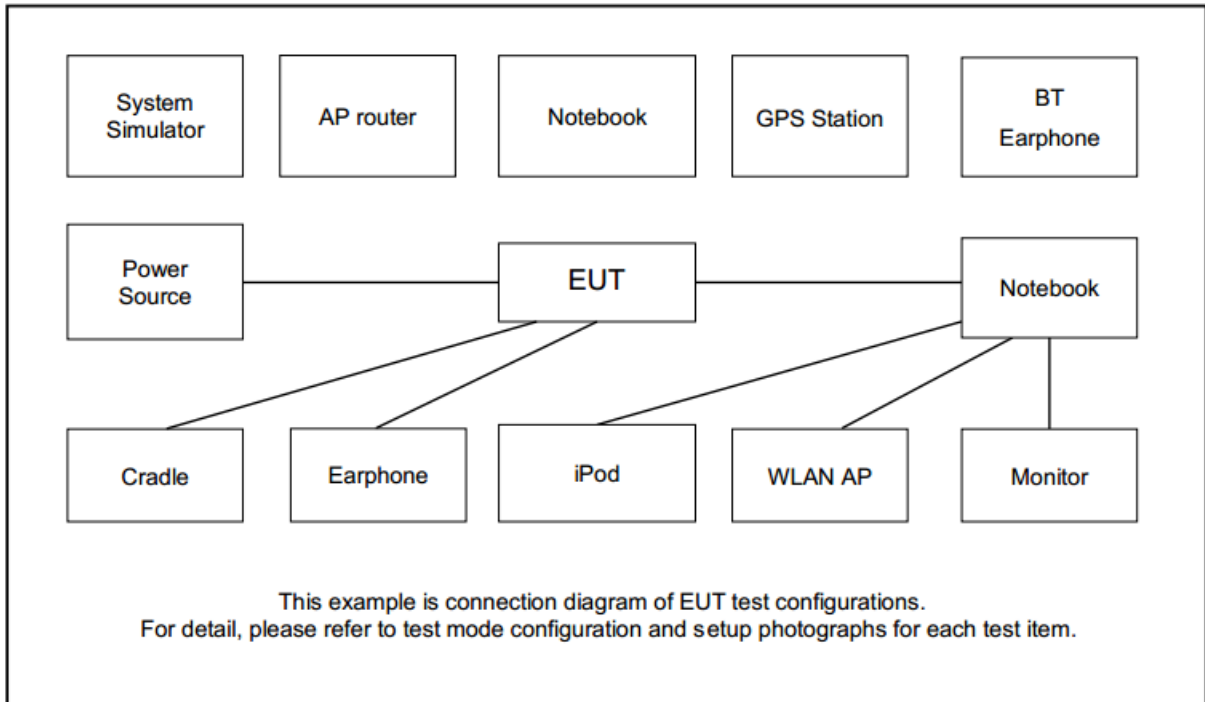 System
Simulator
AP router
Notebook
GPS Station
BT
Earphone
Power
Source
EUT
Notebook
Cradle
Earphone
iPod
WLAN AP
Monitor
This example is connection diagram of EUT test configurations.
For detail, please refer to test mode configuration and setup photographs for each test item.